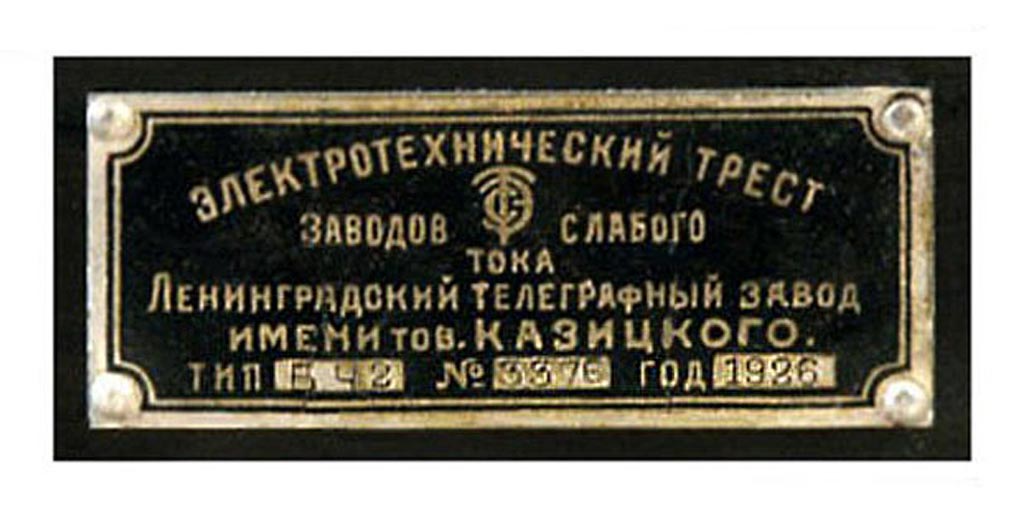 ЭЛЕКТРОТЕХНИЧЕСКИЙ ТРЕСТ
ЗАВОДОВ СЛАБОГО
ТОКА
ЛЕНИНГРАДСКИЙ ТЕЛЕГРАФНЫЙ ЗАВОД
ИМЕНИ ТОВ. КАЗИЦКОГО.
ТИП № ГОД 1926